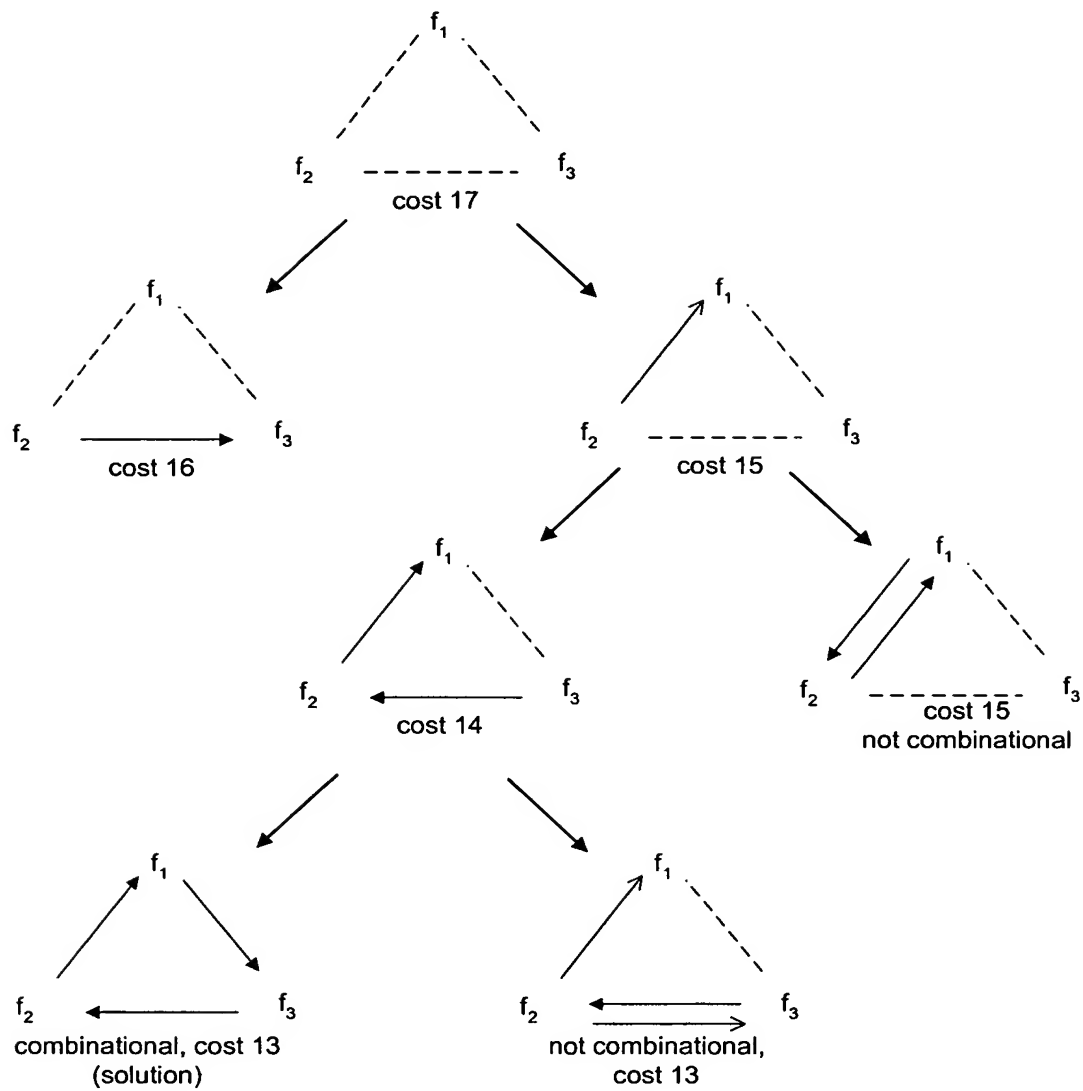 f₁
f₂ f₃
cost 17
f₁ f₁
f₂ f₃ f₂ f₃
cost 16 cost 15
f₁ f₁
f₂ f₃ f₂ f₃
cost 14 cost 15
not combinational
f₁ f₁
f₂ f₃ f₂ f₃
combinational, cost 13 not combinational,
(solution) cost 13